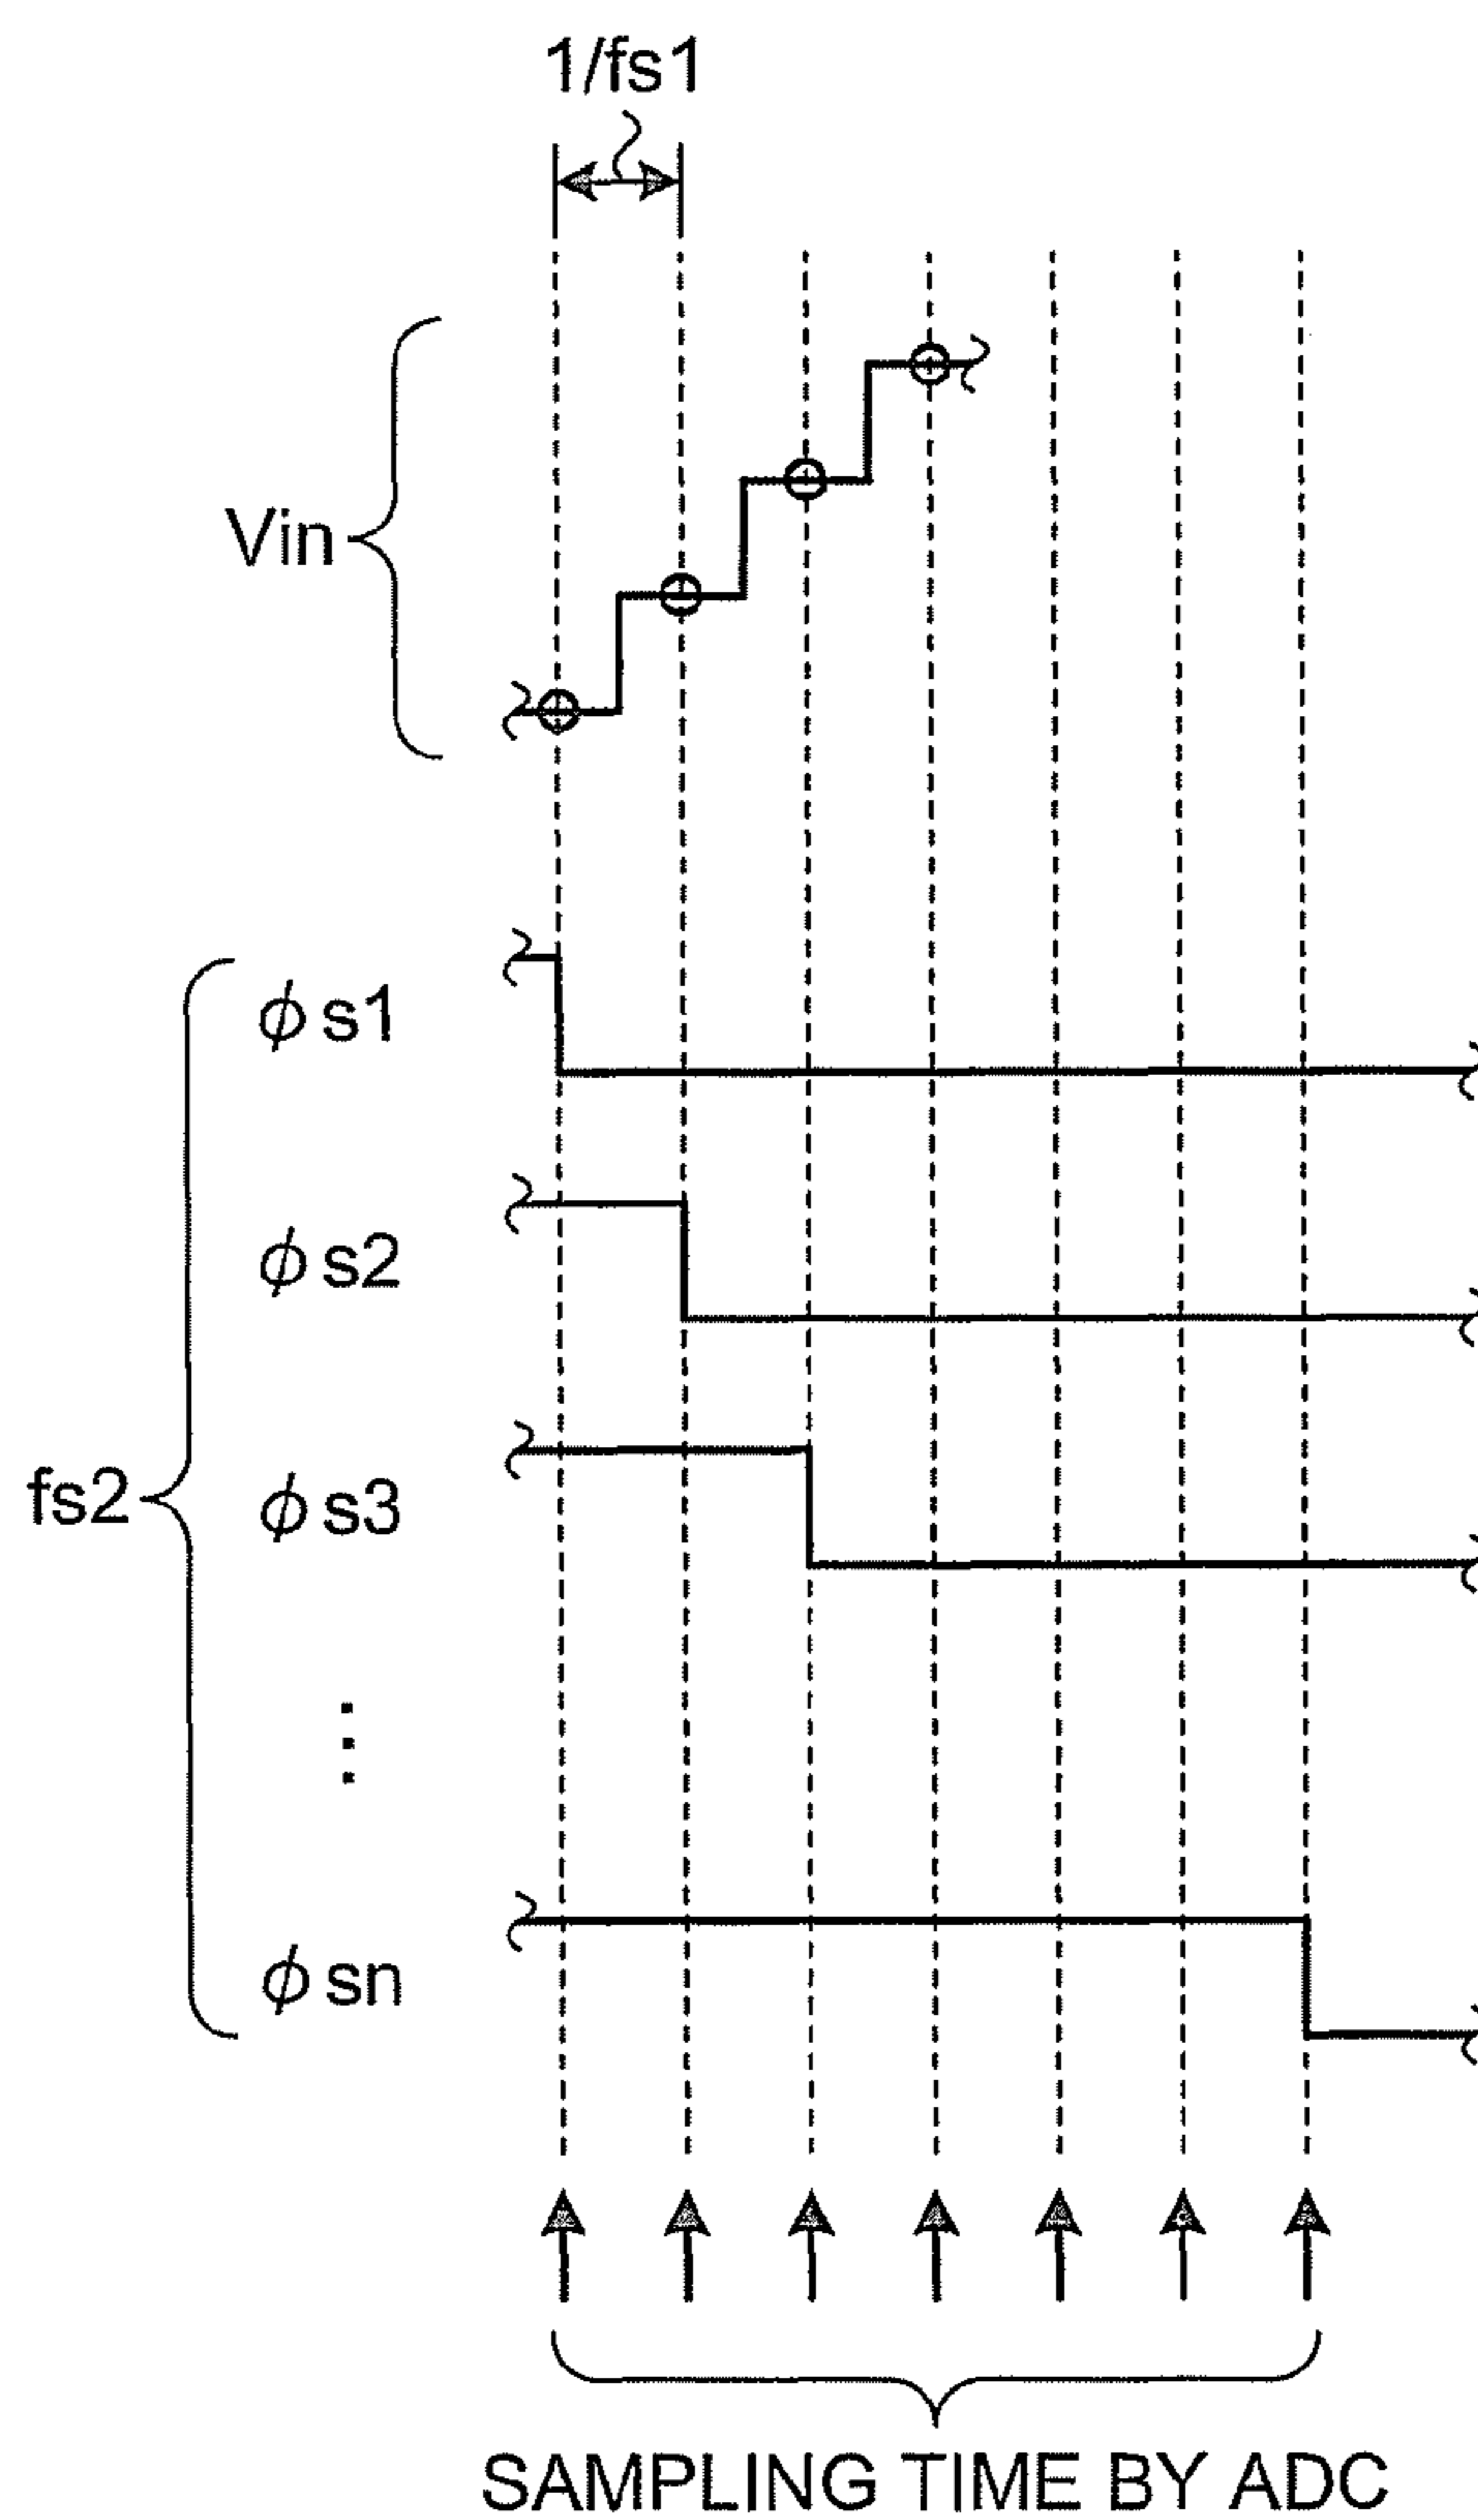 1/fs1
Vin
ϕs1
ϕs2
fs2
ϕs3
⋮
ϕsn
SAMPLING TIME BY ADC